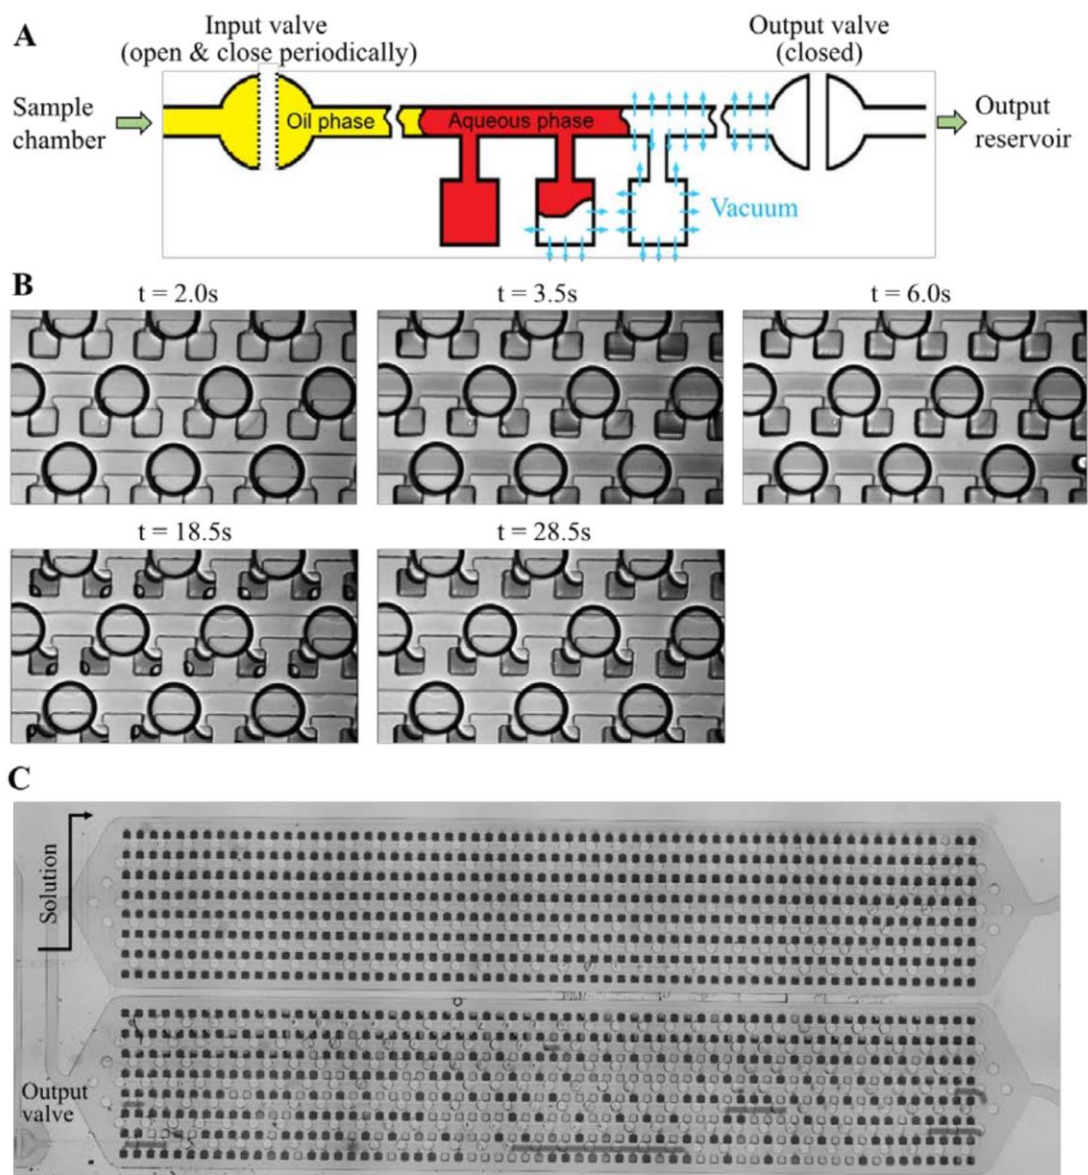 A
Input valve
(open & close periodically)
Output valve
(closed)
Sample
chamber
Oil phase
Aqueous phase
Output
reservoir
Vacuum
B
t = 2.0s
t = 3.5s
t = 6.0s
t = 18.5s
t = 28.5s
C
Solution
Output
valve